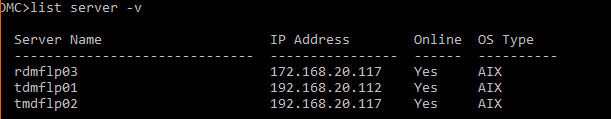 DMC>list server -v
Server Name                    IP Address       Online  OS Type
-----------------------------  ---------------- ------  ----------
rdmflp03                       172.168.20.117   Yes     AIX
tdmflp01                       192.168.20.112   Yes     AIX
tmdflp02                       192.168.20.117   Yes     AIX